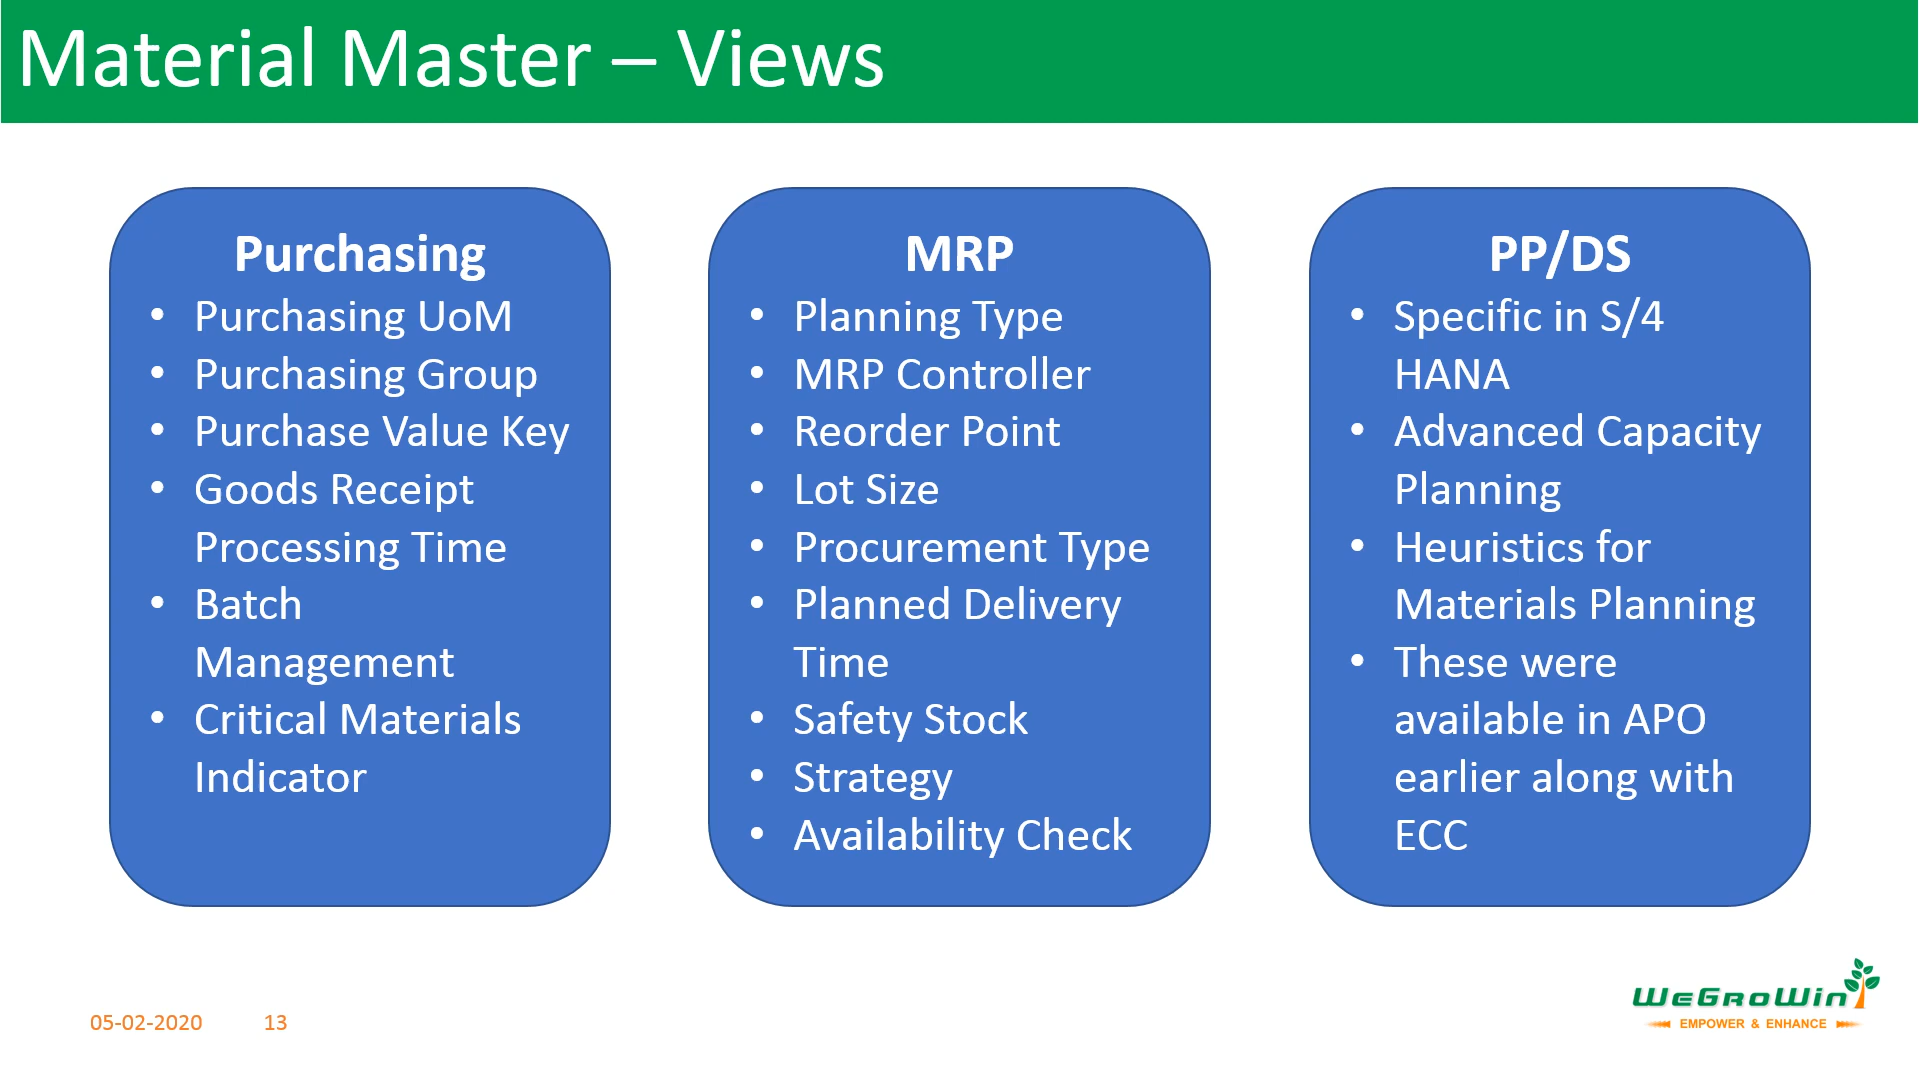 Material Master – Views
Purchasing
• Purchasing UoM
• Purchasing Group
• Purchase Value Key
• Goods Receipt
Processing Time
• Batch
Management
• Critical Materials
Indicator
MRP
• Planning Type
• MRP Controller
• Reorder Point
• Lot Size
• Procurement Type
• Planned Delivery
Time
• Safety Stock
• Strategy
• Availability Check
PP/DS
• Specific in S/4
HANA
• Advanced Capacity
Planning
• Heuristics for
Materials Planning
• These were
available in APO
earlier along with
ECC
05-02-2020 13
WeGroWin
EMPOWER & ENHANCE